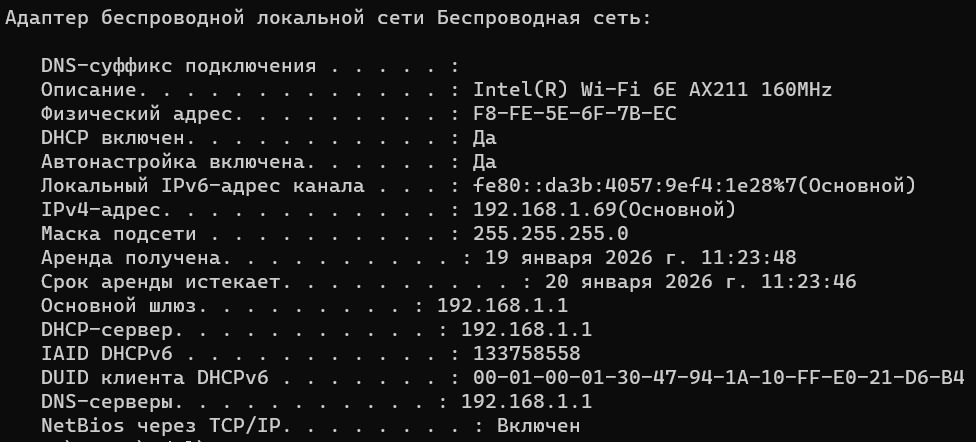 Адаптер беспроводной локальной сети Беспроводная сеть:
DNS-суффикс подключения . . . . . :
Описание. . . . . . . . . . . . . : Intel(R) Wi-Fi 6E AX211 160MHz
Физический адрес. . . . . . . . . : F8-FE-5E-6F-7B-EC
DHCP включен. . . . . . . . . . . : Да
Автонастройка включена. . . . . . : Да
Локальный IPv6-адрес канала . . . : fe80::da3b:4057:9ef4:1e28%7(Основной)
IPv4-адрес. . . . . . . . . . . . : 192.168.1.69(Основной)
Маска подсети . . . . . . . . . . : 255.255.255.0
Аренда получена. . . . . . . . . . : 19 января 2026 г. 11:23:48
Срок аренды истекает. . . . . . . . . . : 20 января 2026 г. 11:23:46
Основной шлюз. . . . . . . . . : 192.168.1.1
DHCP-сервер. . . . . . . . . . . : 192.168.1.1
IAID DHCPv6 . . . . . . . . . . . : 133758558
DUID клиента DHCPv6 . . . . . . . : 00-01-00-01-30-47-94-1A-10-FF-E0-21-D6-B4
DNS-серверы. . . . . . . . . . . : 192.168.1.1
NetBios через TCP/IP. . . . . . . . : Включен